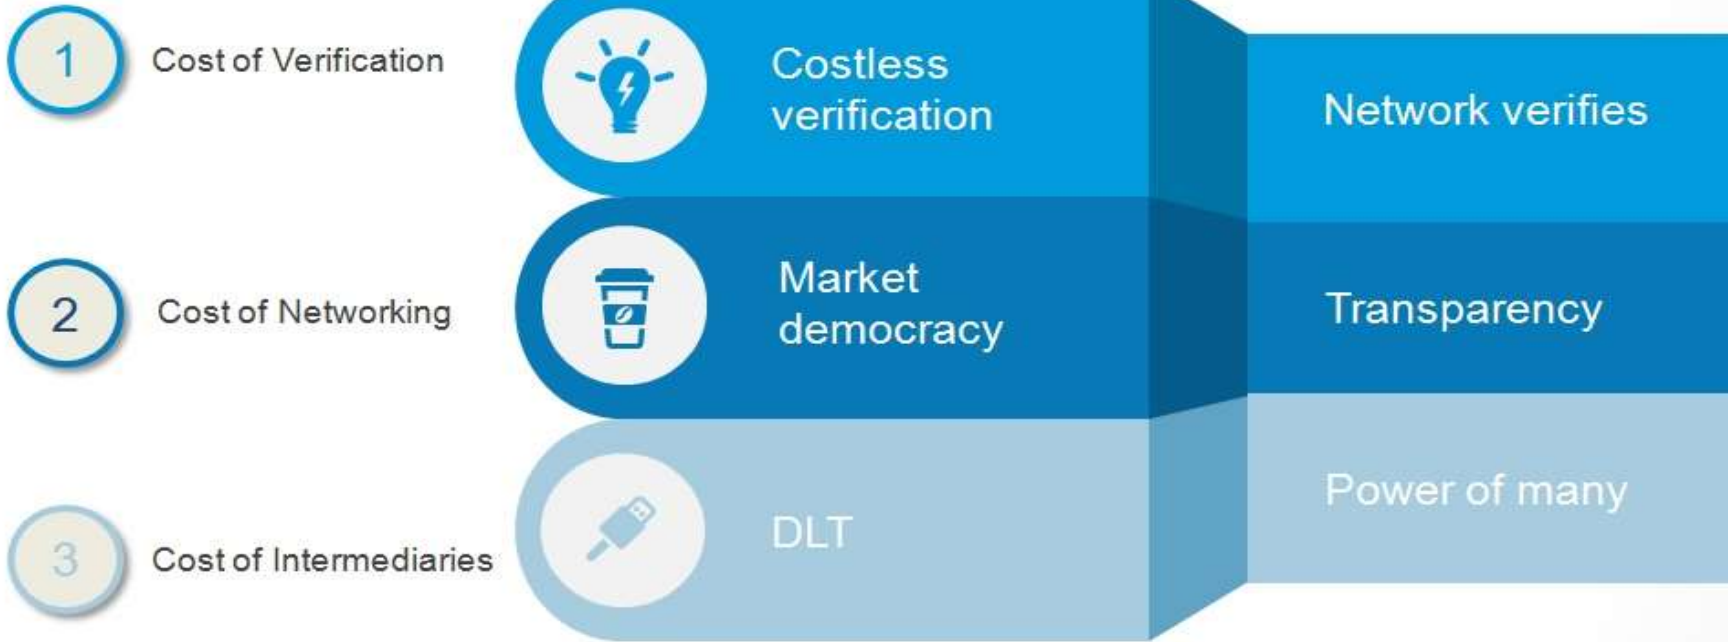 1
Cost of Verification
Costless
verification
Network verifies
2
Cost of Networking
Market
democracy
Transparency
3
Cost of Intermediaries
DLT
Power of many